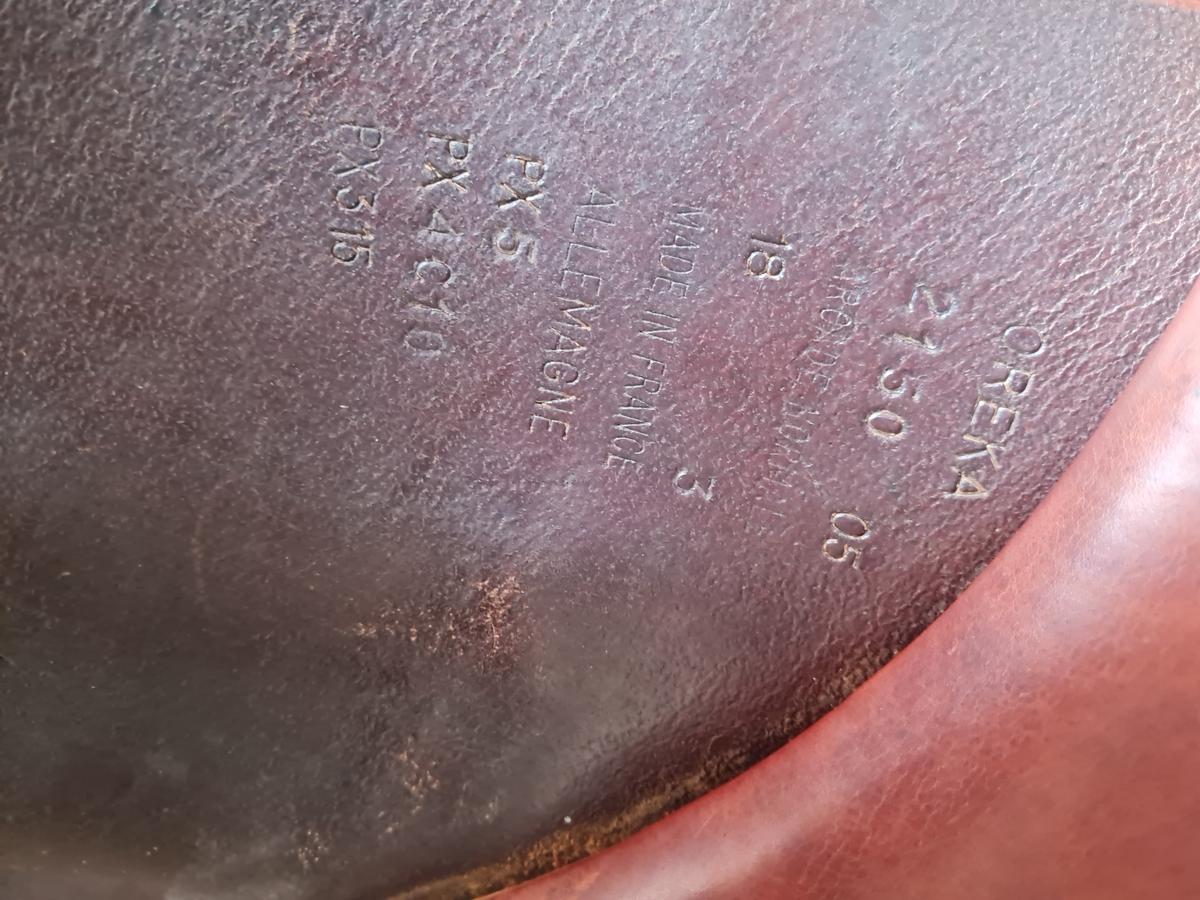 OREKA
2150 05
18 3
MADE IN FRANCE
ALLEMAGNE
PX5
PX4C10
PX315